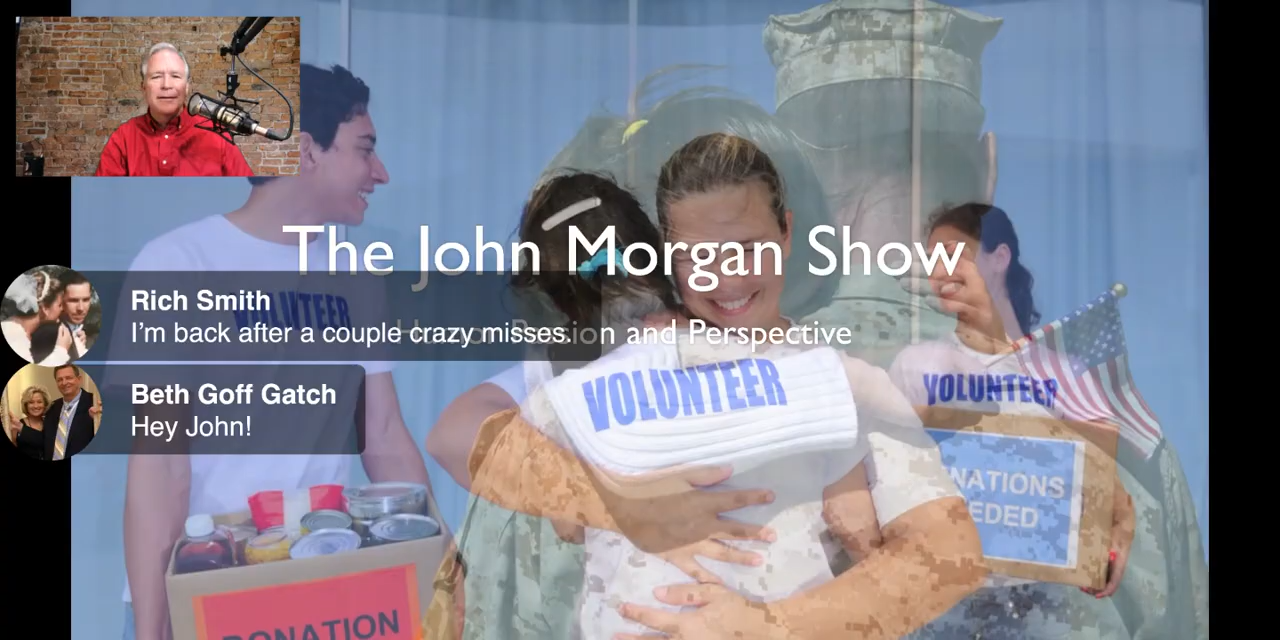 The John Morgan Show
Rich Smith
VOLUNTEER
I'm back after a couple crazy misses.
and Perspective
Beth Goff Gatch
Hey John!
VOLUNTEER
VOLUNTEER
NATIONS
EDED
DONATION